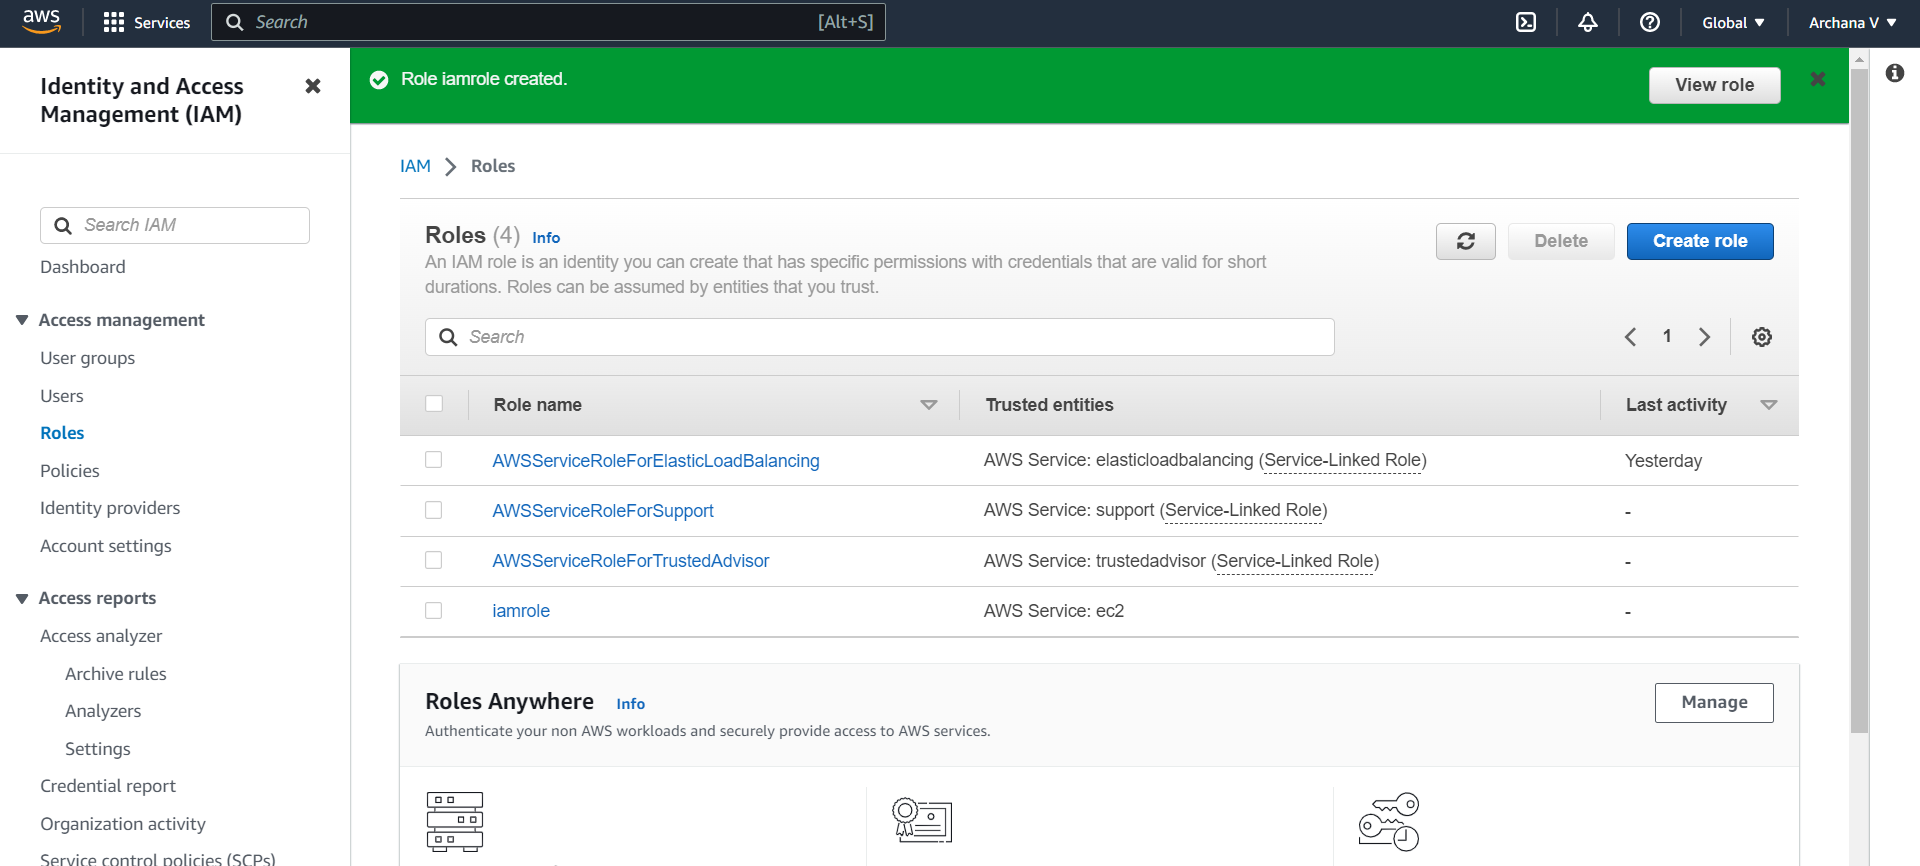 aws
Services
Search
[Alt+S]
Global
Archana V
Identity and Access
Management (IAM)
Search IAM
Dashboard
Access management
User groups
Users
Roles
Policies
Identity providers
Account settings
Access reports
Access analyzer
Archive rules
Analyzers
Settings
Credential report
Organization activity
Service control policies (SCPs)
Role iamrole created.
View role
IAM
Roles
Roles (4) Info
An IAM role is an identity you can create that has specific permissions with credentials that are valid for short
durations. Roles can be assumed by entities that you trust.
Delete
Create role
Search
1
Role name
Trusted entities
Last activity
AWSServiceRoleForElasticLoadBalancing
AWS Service: elasticloadbalancing (Service-Linked Role)
Yesterday
AWSServiceRoleForSupport
AWS Service: support (Service-Linked Role)
-
AWSServiceRoleForTrustedAdvisor
AWS Service: trustedadvisor (Service-Linked Role)
-
iamrole
AWS Service: ec2
-
Roles Anywhere Info
Authenticate your non AWS workloads and securely provide access to AWS services.
Manage